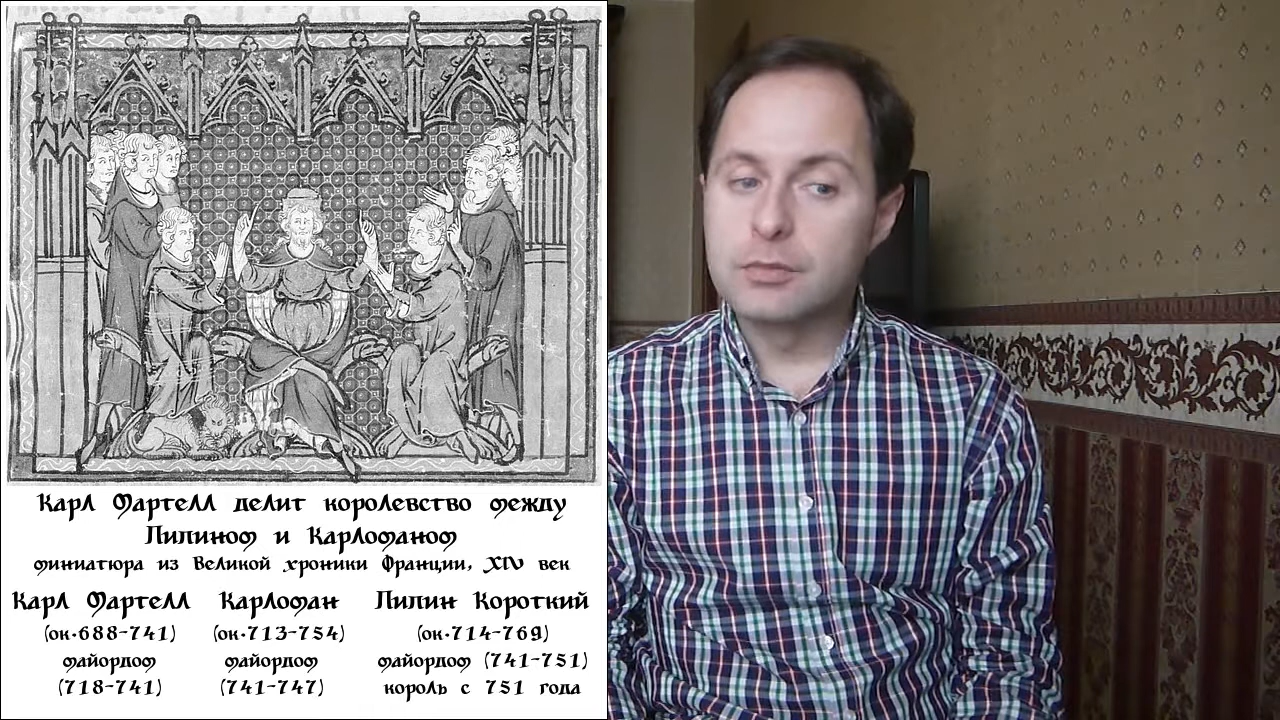 Карл Мартелл делит королевство между
Пипином и Карломаном
миниатюра из Великой хроники Франции, XIV век
Карл Мартелл Карломан Пипин Короткий
(ок.688-741) (ок.713-754) (ок.714-769)
майордом майордом майордом (741-751)
(718-741) (741-747) король с 751 года